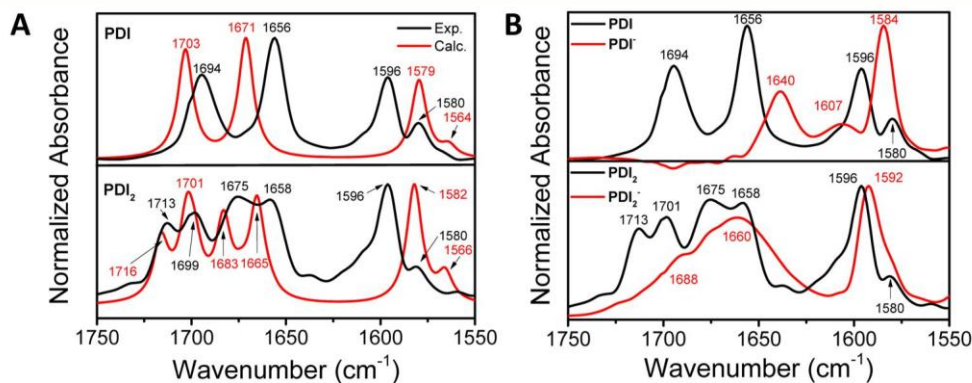 A
PDI
Exp.
Calc.
1703
1694
1671
1656
1596
1579
1580
1564
PDI₂
1713
1716
1701
1699
1675
1683
1658
1665
1596
1582
1580
1566
Normalized Absorbance
1750 1700 1650 1600 1550
Wavenumber (cm⁻¹)
B
PDI
PDI⁻
1694
1656
1640
1607
1596
1584
1580
PDI₂
PDI₂⁻
1713
1701
1688
1675
1658
1660
1596
1592
1580
Normalized Absorbance
1750 1700 1650 1600 1550
Wavenumber (cm⁻¹)